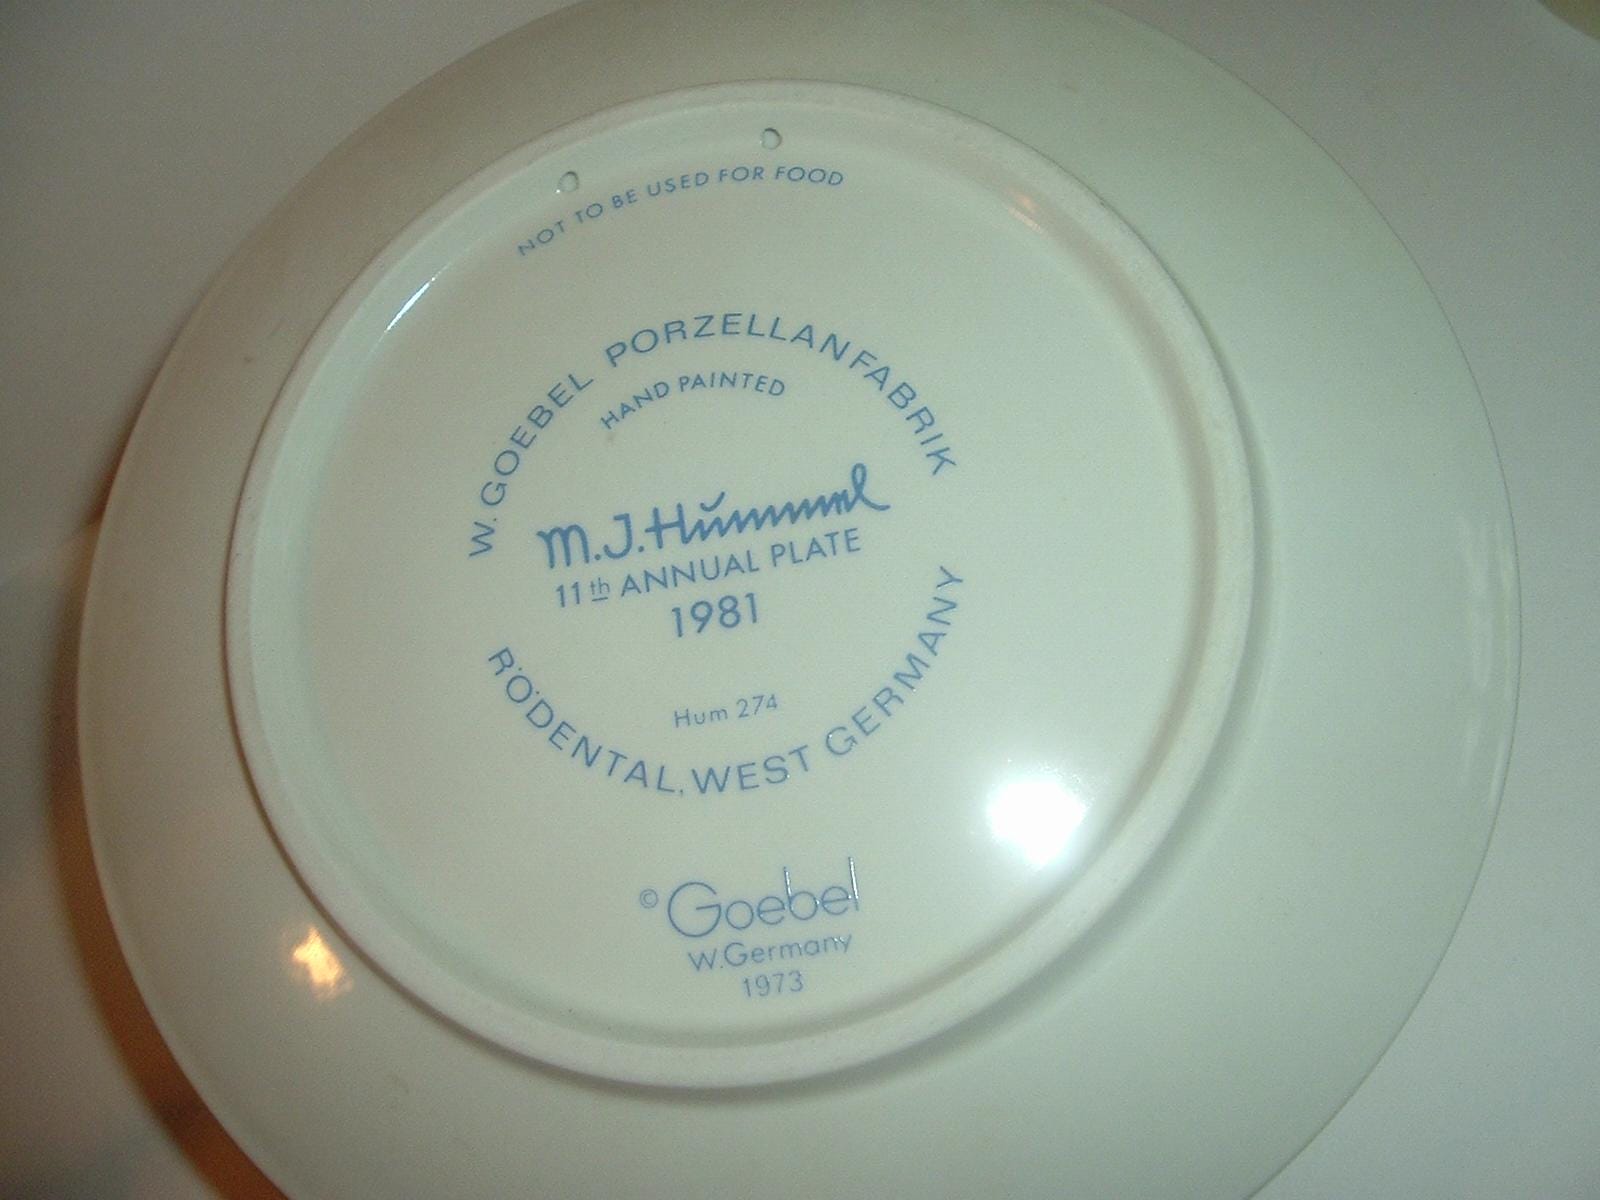 NOT TO BE USED FOR FOOD
W. GOEBEL PORZELLANFABRIK
HAND PAINTED
M.J.Hummel
11th ANNUAL PLATE
1981
Hum 274
RÖDENTAL, WEST GERMANY
© Goebel
W.Germany
1973